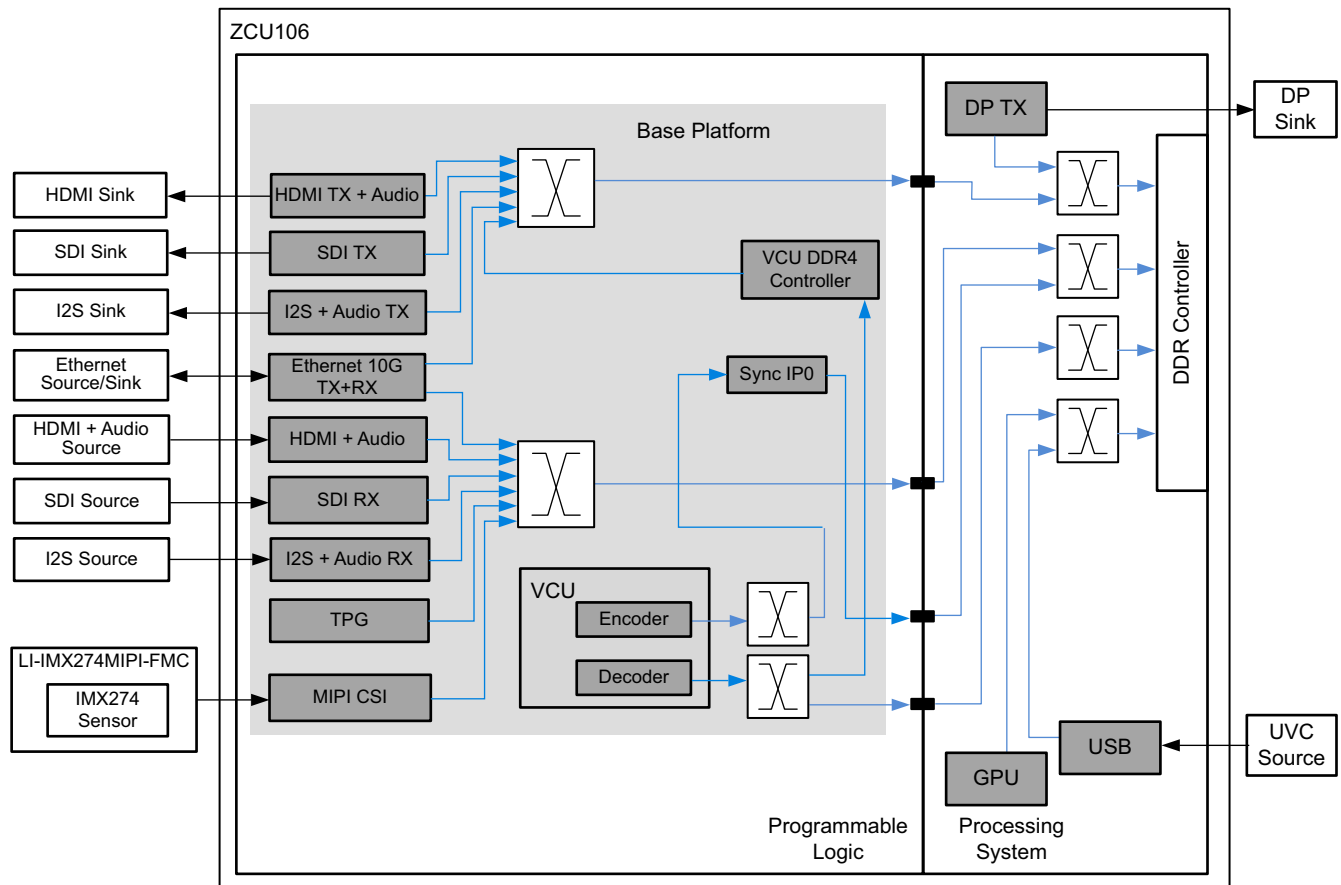 ZCU106
Base Platform
DP TX
DP
Sink
HDMI Sink
HDMI TX + Audio
SDI Sink
SDI TX
VCU DDR4
Controller
I2S Sink
I2S + Audio TX
DDR Controller
Ethernet
Source/Sink
Ethernet 10G
TX+RX
Sync IP0
HDMI + Audio
Source
HDMI + Audio
SDI Source
SDI RX
I2S Source
I2S + Audio RX
VCU
TPG
Encoder
Decoder
LI-IMX274MIPI-FMC
IMX274
Sensor
MIPI CSI
USB
UVC
Source
GPU
Programmable
Logic
Processing
System